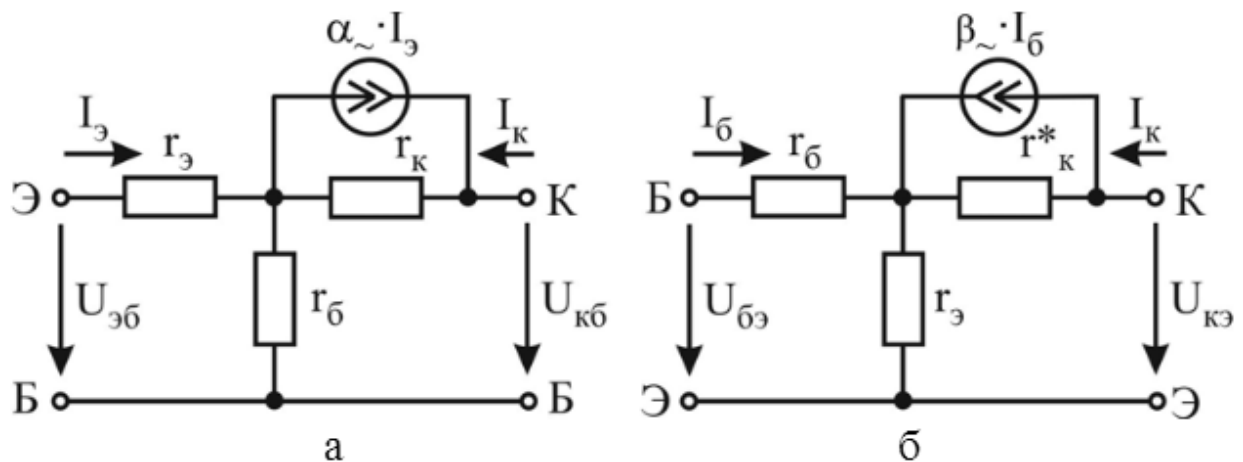 α~·Iэ
β~·Iб
Iэ
rэ
rк
Iк
Iб
rб
r*к
Iк
Э
К
Б
К
Uэб
rб
Uкб
Uбэ
rэ
Uкэ
Б
Б
Э
Э
а
б